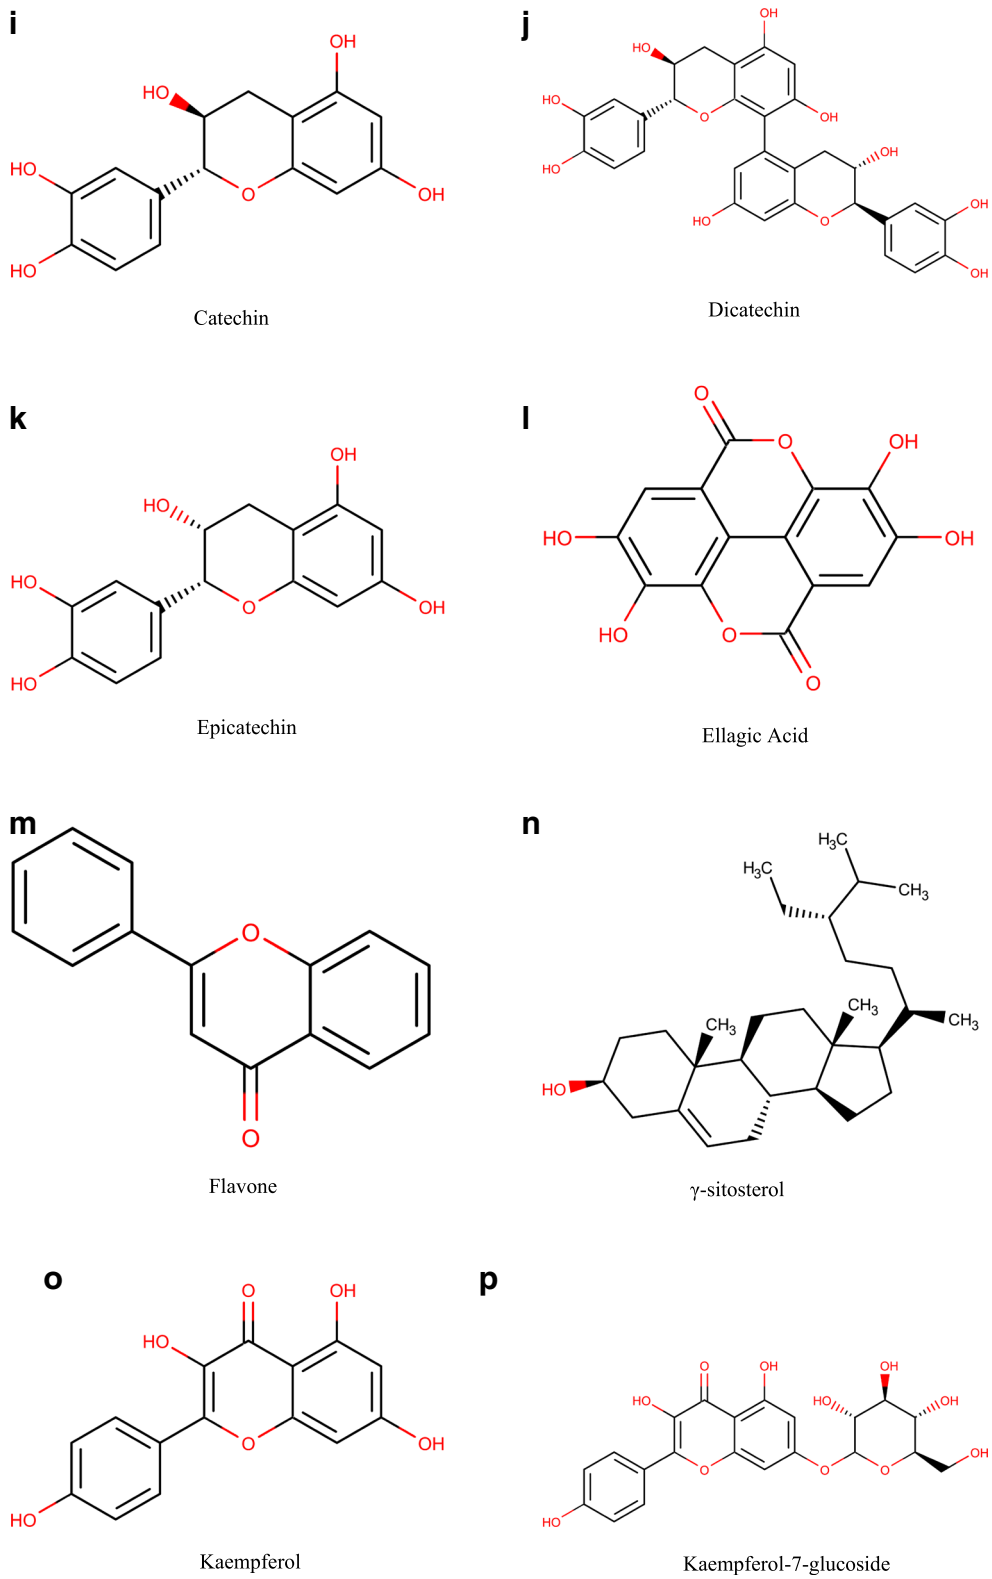 i
j
OH
HO
OH
HO
O
OH
HO
OH
HO
HO
O
OH
HO
HO
OH
HO
O
OH
OH
Catechin
Dicatechin
k
l
OH
HO
HO
O
OH
HO
Epicatechin
O
O
OH
HO
OH
HO
O
O
Ellagic Acid
m
n
O
O
Flavone
H3C
H3C
CH3
CH3
CH3
CH3
HO
γ-sitosterol
o
p
O
OH
HO
O
OH
HO
Kaempferol
O
OH
OH
HO
HO
OH
OH
O
O
O
HO
Kaempferol-7-glucoside